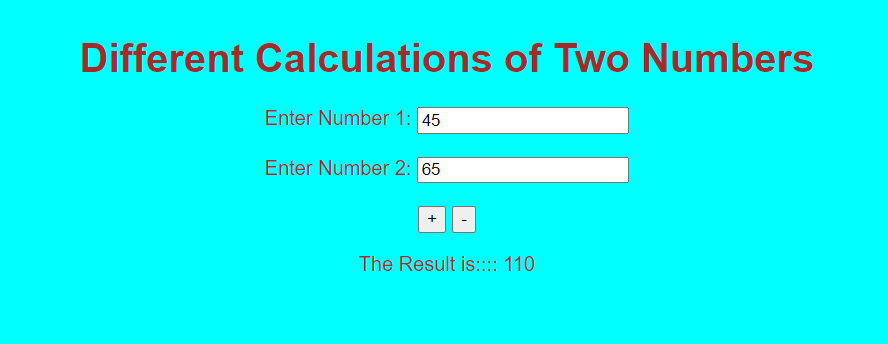 Different Calculations of Two Numbers
Enter Number 1: 45
Enter Number 2: 65
+ -
The Result is:::: 110